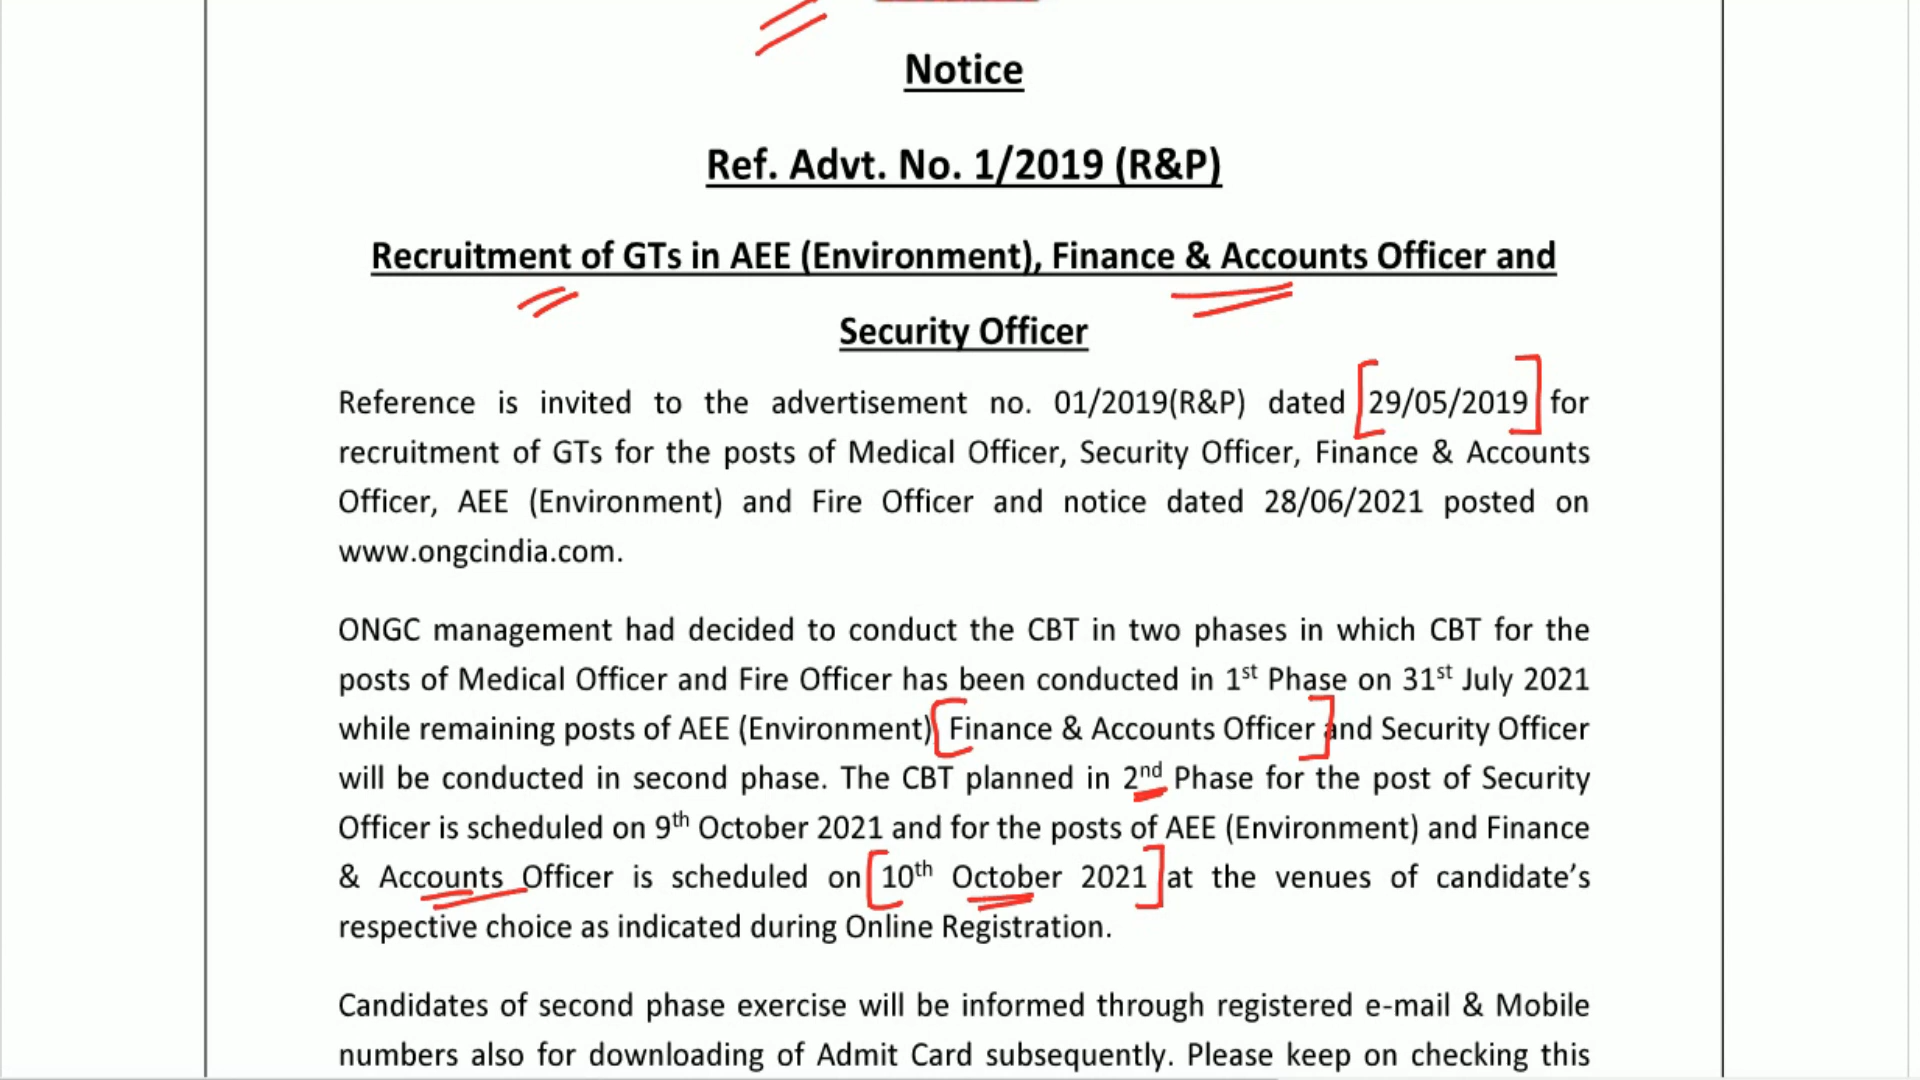 Notice
Ref. Advt. No. 1/2019 (R&P)
Recruitment of GTs in AEE (Environment), Finance & Accounts Officer and
Security Officer
Reference is invited to the advertisement no. 01/2019(R&P) dated 29/05/2019 for
recruitment of GTs for the posts of Medical Officer, Security Officer, Finance & Accounts
Officer, AEE (Environment) and Fire Officer and notice dated 28/06/2021 posted on
www.ongcindia.com.
ONGC management had decided to conduct the CBT in two phases in which CBT for the
posts of Medical Officer and Fire Officer has been conducted in 1st Phase on 31st July 2021
while remaining posts of AEE (Environment) Finance & Accounts Officer and Security Officer
will be conducted in second phase. The CBT planned in 2nd Phase for the post of Security
Officer is scheduled on 9th October 2021 and for the posts of AEE (Environment) and Finance
& Accounts Officer is scheduled on 10th October 2021 at the venues of candidate’s
respective choice as indicated during Online Registration.
Candidates of second phase exercise will be informed through registered e-mail & Mobile
numbers also for downloading of Admit Card subsequently. Please keep on checking this